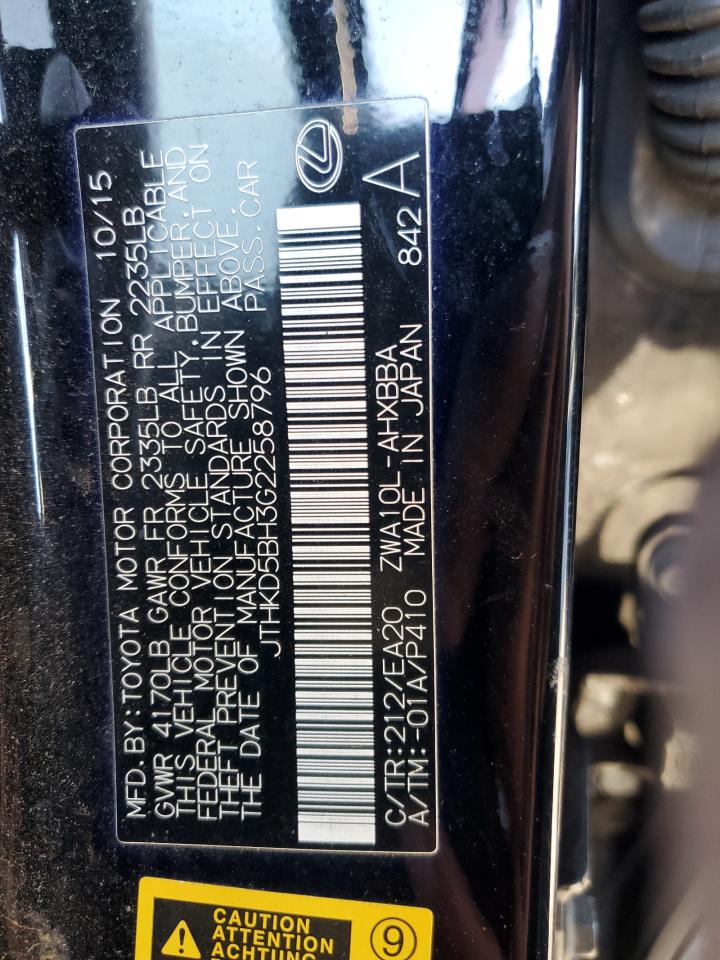 MFD. BY: TOYOTA MOTOR CORPORATION 10/15
GVWR 4170LB GAWR FR 2335LB RR 2235LB
THIS VEHICLE CONFORMS TO ALL APPLICABLE
FEDERAL MOTOR VEHICLE SAFETY, BUMPER, AND
THEFT PREVENTION STANDARDS IN EFFECT ON
THE DATE OF MANUFACTURE SHOWN ABOVE.
JTHKD5BH3G2258796 PASS. CAR
C/TR:212/EA20 ZWA10L-AHXBBA
A/TM:-01A/P410 MADE IN JAPAN 842 A
CAUTION
ATTENTION
ACHTUNG
9